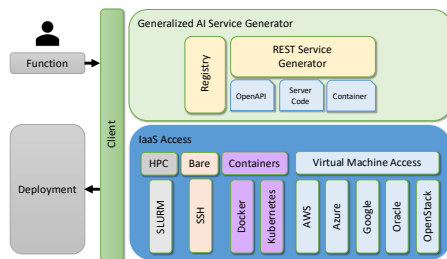 Generalized AI Service Generator
Function
Client
Registry
REST Service
Generator
OpenAPI
Server
Code
Container
Deployment
IaaS Access
HPC
Bare
Containers
Virtual Machine Access
SLURM
SSH
Docker
Kubernetes
AWS
Azure
Google
Oracle
OpenStack